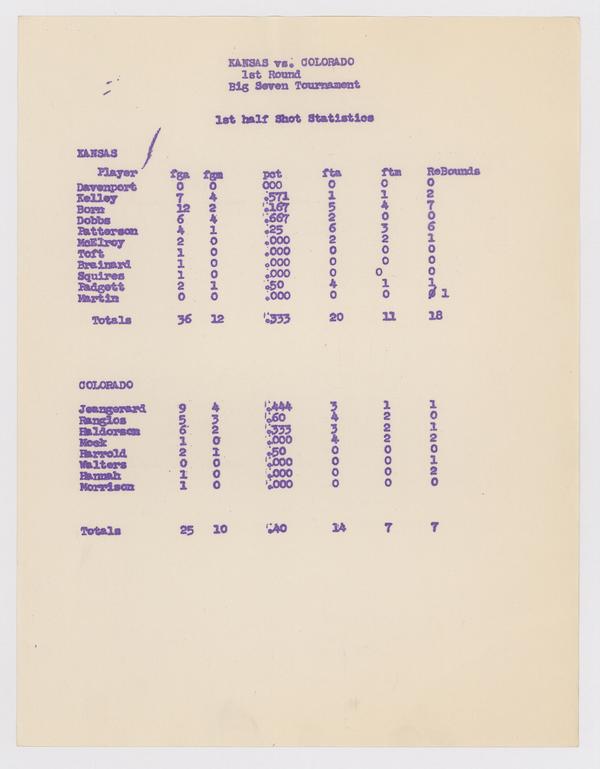 KANSAS vs. COLORADO
1st Round
Big Seven Tournament
1st half Shot Statistics
KANSAS
Player fga fgm pct fta ftm ReBounds
Davenport 0 0 000 0 0 0
Kelley 7 4 .571 1 1 2
Born 12 2 .167 5 4 7
Dobbs 6 4 .667 2 0 0
Patterson 4 1 .25 6 3 6
McElroy 2 0 .000 2 2 1
Toft 1 0 .000 0 0 0
Brainard 1 0 .000 0 0 0
Squires 1 0 .000 0 0 0
Padgett 2 1 .50 4 1 1
Martin 0 0 .000 0 0 0 1
Totals 36 12 .333 20 11 18
COLORADO
Jeangerard 9 4 .444 3 1 1
Ranglos 5 3 .60 4 2 0
Haldorson 6 2 .333 3 2 1
Mock 1 0 .000 4 2 2
Harrold 2 1 .50 0 0 0
Walters 0 0 .000 0 0 1
Hannah 1 0 .000 0 0 2
Morrison 1 0 .000 0 0 0
Totals 25 10 .40 14 7 7